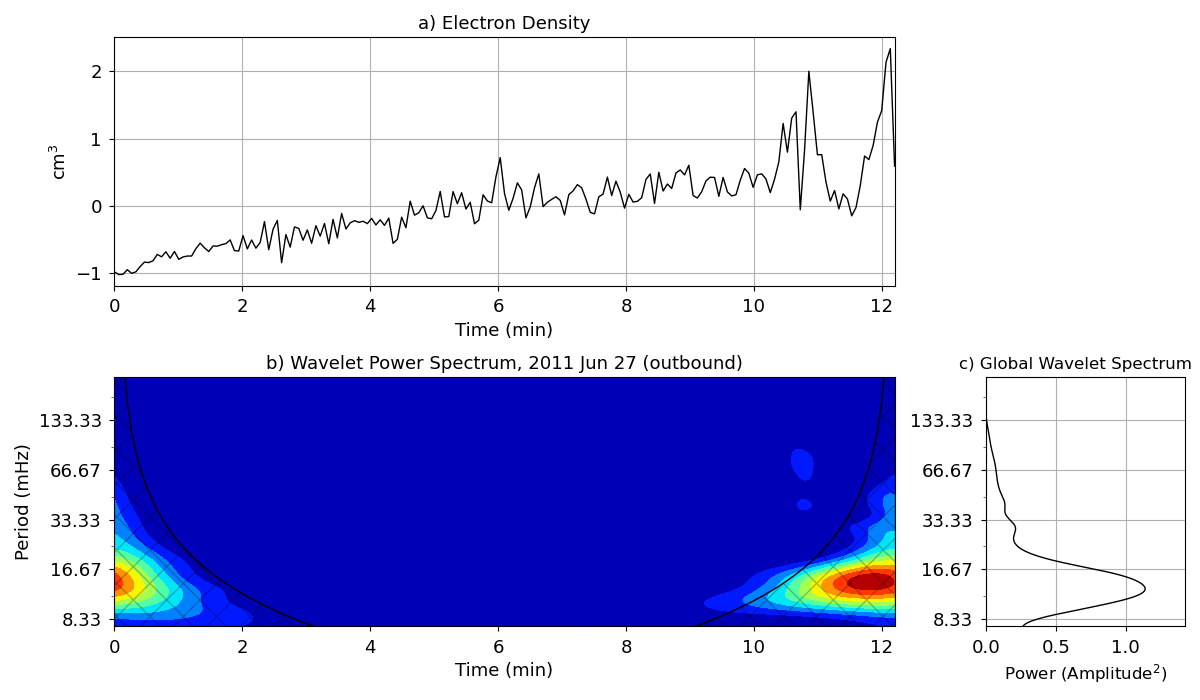 a) Electron Density
cm³
2
1
0
−1
0 2 4 6 8 10 12
Time (min)
b) Wavelet Power Spectrum, 2011 Jun 27 (outbound)
c) Global Wavelet Spectrum
Period (mHz)
133.33
66.67
33.33
16.67
8.33
0 2 4 6 8 10 12
Time (min)
133.33
66.67
33.33
16.67
8.33
0.0 0.5 1.0
Power (Amplitude²)